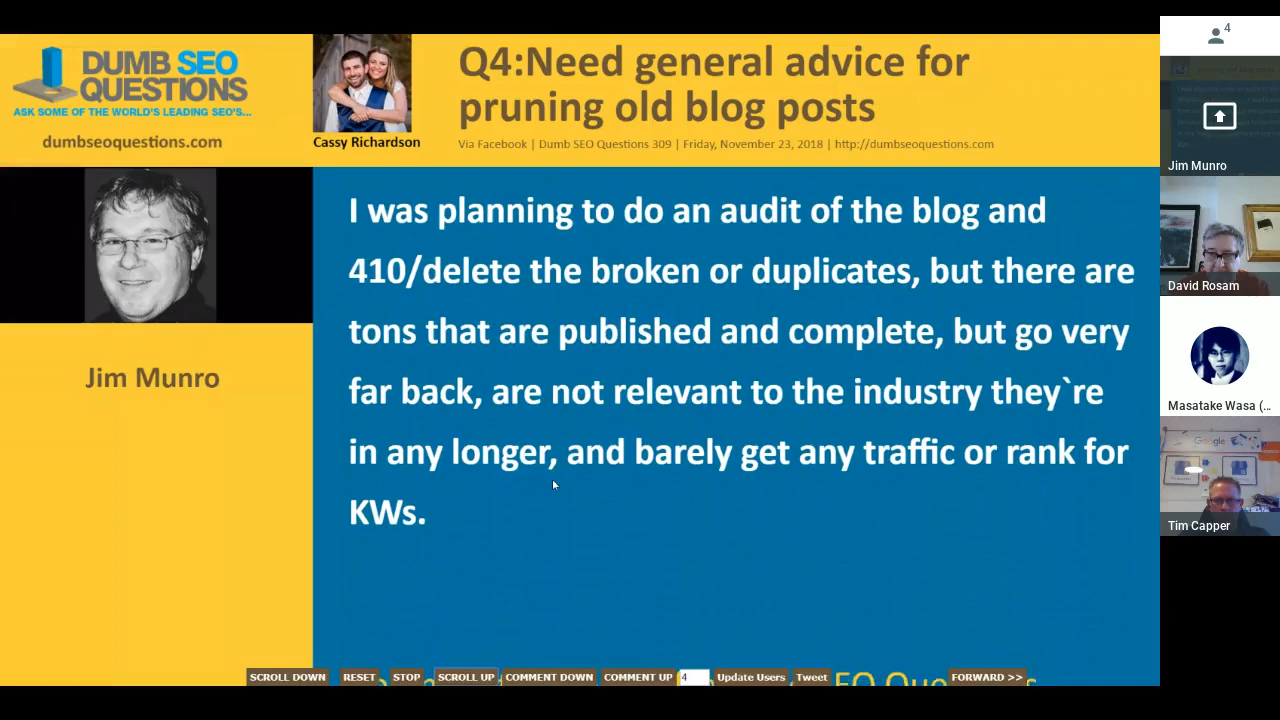 DUMB SEO
QUESTIONS
ASK SOME OF THE WORLD'S LEADING SEO'S...
dumbseoquestions.com
Cassy Richardson
Q4:Need general advice for
pruning old blog posts
Via Facebook | Dumb SEO Questions 309 | Friday, November 23, 2018 | http://dumbseoquestions.com
Jim Munro
I was planning to do an audit of the blog and
410/delete the broken or duplicates, but there are
tons that are published and complete, but go very
far back, are not relevant to the industry they`re
in any longer, and barely get any traffic or rank for
KWs.
SCROLL DOWN RESET STOP SCROLL UP COMMENT DOWN COMMENT UP 4 Update Users Tweet FORWARD >>
4
Jim Munro
David Rosam
Masatake Wasa (...
Google
Tim Capper